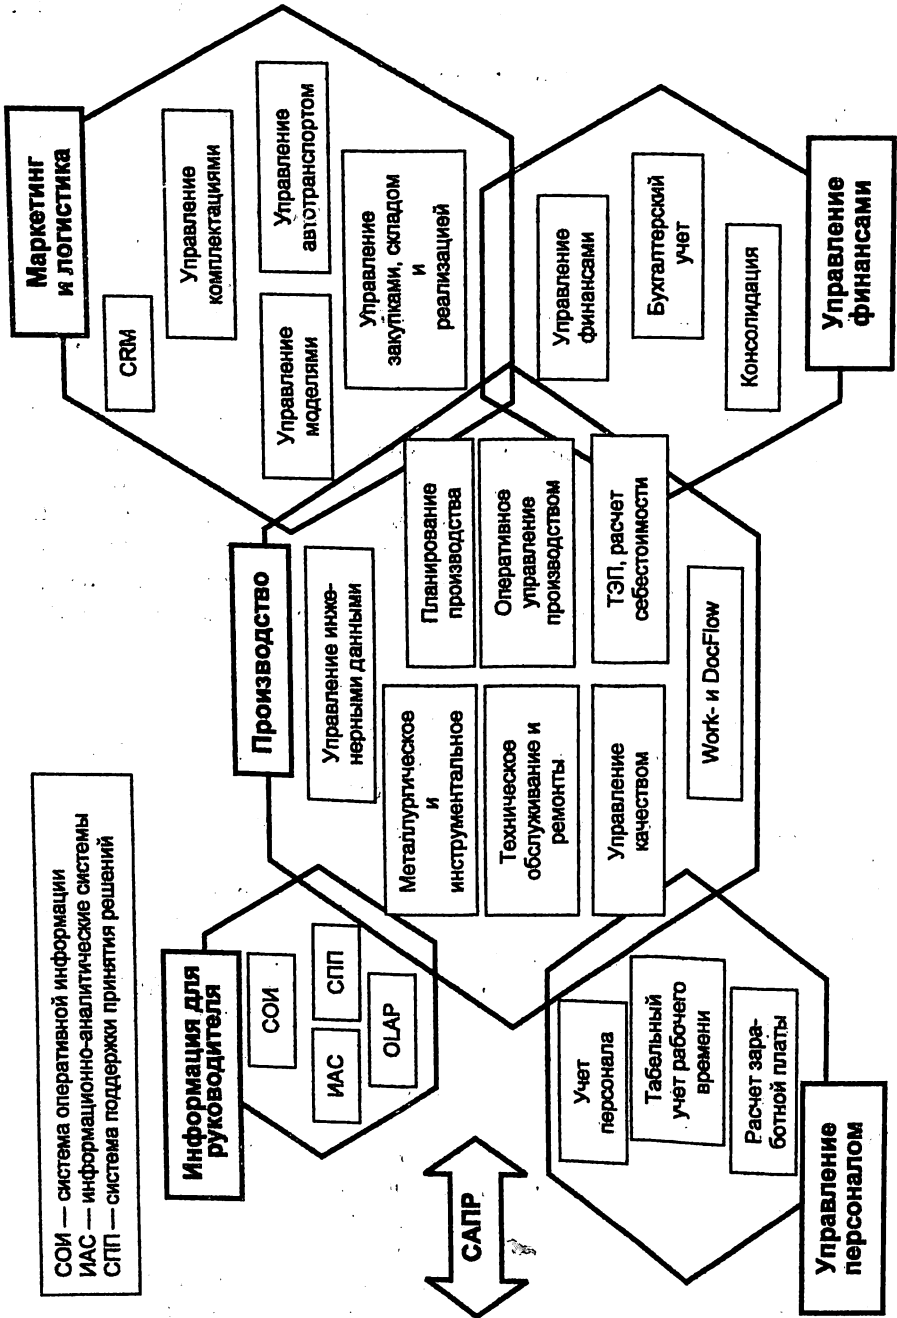 СОИ — система оперативной информации
ИАС — информационно-аналитические системы
СПП — система поддержки принятия решений
Информация для
руководителя
СОИ
ИАС
СПП
OLAP
САПР
Управление
персоналом
Учет
персонала
Табельный
учет рабочего
времени
Расчет зара-
ботной платы
Производство
Управление инже-
нерными данными
Металлургическое
и
инструментальное
Планирование
производства
Техническое
обслуживание и
ремонты
Оперативное
управление
производством
Управление
качеством
ТЭП, расчет
себестоимости
Work- и DocFlow
Маркетинг
и логистика
CRM
Управление
комплектациями
Управление
моделями
Управление
автотранспортом
Управление
закупками, складом
и
реализацией
Управление
финансами
Бухгалтерский
учет
Консолидация
Управление
финансами